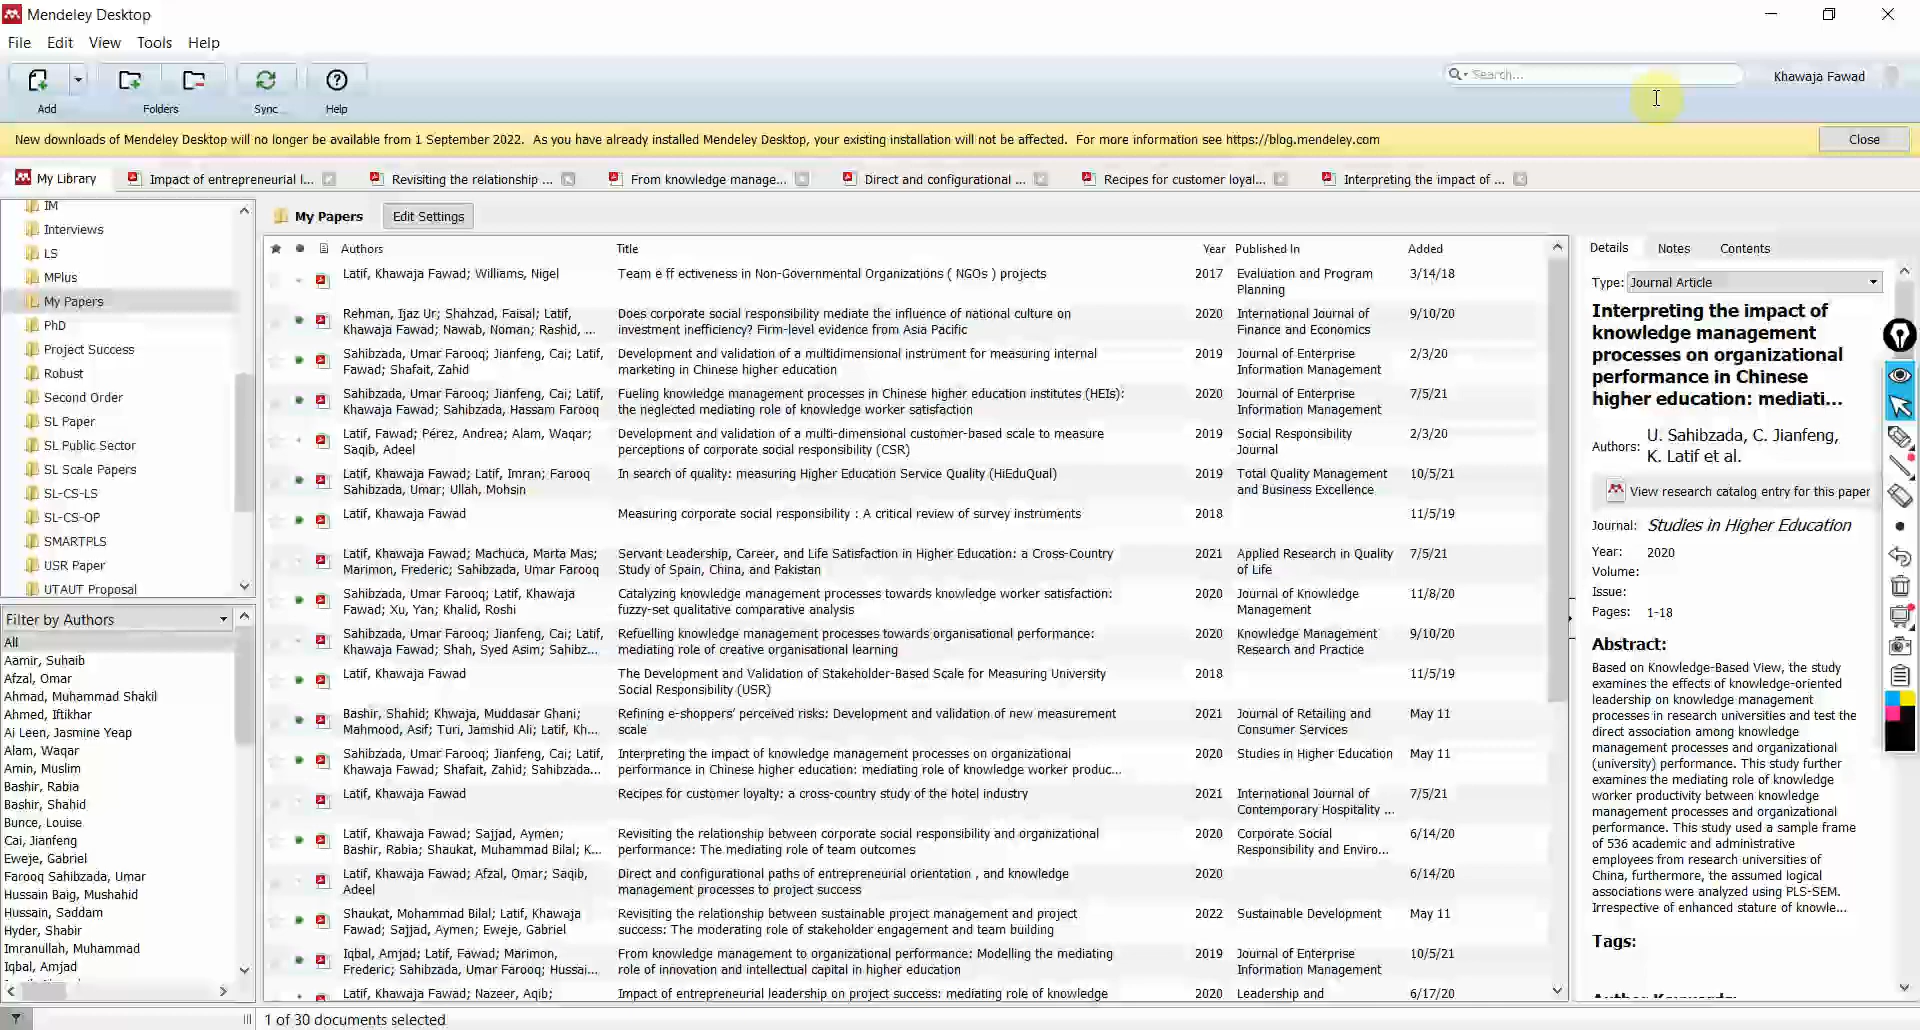 Mendeley Desktop
File Edit View Tools Help
Search...
Khawaja Fawad
Add Folders Sync Help
New downloads of Mendeley Desktop will no longer be available from 1 September 2022. As you have already installed Mendeley Desktop, your existing installation will not be affected. For more information see https://blog.mendeley.com
Close
My Library Impact of entrepreneurial l... Revisiting the relationship ... From knowledge manage... Direct and configurational ... Recipes for customer loyal... Interpreting the impact of ...
IM
Interviews
LS
MPlus
My Papers
PhD
Project Success
Robust
Second Order
SL Paper
SL Public Sector
SL Scale Papers
SL-CS-LS
SL-CS-OP
SMARTPLS
USR Paper
UTAUT Proposal
Filter by Authors
All
Aamir, Suhaib
Afzal, Omar
Ahmad, Muhammad Shakil
Ahmed, Iftikhar
Ai Leen, Jasmine Yeap
Alam, Waqar
Amin, Muslim
Bashir, Rabia
Bashir, Shahid
Bunce, Louise
Cai, Jianfeng
Eweje, Gabriel
Farooq Sahibzada, Umar
Hussain Baig, Mushahid
Hussain, Saddam
Hyder, Shabir
Imranullah, Muhammad
Iqbal, Amjad
My Papers Edit Settings
Authors Title Year Published In Added
Latif, Khawaja Fawad; Williams, Nigel Team e ff ectiveness in Non-Governmental Organizations ( NGOs ) projects 2017 Evaluation and Program 3/14/18
Planning
Rehman, Ijaz Ur; Shahzad, Faisal; Latif, Does corporate social responsibility mediate the influence of national culture on 2020 International Journal of 9/10/20
Khawaja Fawad; Nawab, Noman; Rashid, ... investment inefficiency? Firm-level evidence from Asia Pacific Finance and Economics
Sahibzada, Umar Farooq; Jianfeng, Cai; Latif, Development and validation of a multidimensional instrument for measuring internal 2019 Journal of Enterprise 2/3/20
Fawad; Shafait, Zahid marketing in Chinese higher education Information Management
Sahibzada, Umar Farooq; Jianfeng, Cai; Latif, Fueling knowledge management processes in Chinese higher education institutes (HEIs): 2020 Journal of Enterprise 7/5/21
Khawaja Fawad; Sahibzada, Hassam Farooq the neglected mediating role of knowledge worker satisfaction Information Management
Latif, Fawad; Pérez, Andrea; Alam, Waqar; Development and validation of a multi-dimensional customer-based scale to measure 2019 Social Responsibility 2/3/20
Saqib, Adeel perceptions of corporate social responsibility (CSR) Journal
Latif, Khawaja Fawad; Latif, Imran; Farooq In search of quality: measuring Higher Education Service Quality (HiEduQual) 2019 Total Quality Management 10/5/21
Sahibzada, Umar; Ullah, Mohsin and Business Excellence
Latif, Khawaja Fawad Measuring corporate social responsibility : A critical review of survey instruments 2018 11/5/19
Latif, Khawaja Fawad; Machuca, Marta Mas; Servant Leadership, Career, and Life Satisfaction in Higher Education: a Cross-Country 2021 Applied Research in Quality 7/5/21
Marimon, Frederic; Sahibzada, Umar Farooq Study of Spain, China, and Pakistan of Life
Sahibzada, Umar Farooq; Latif, Khawaja Catalyzing knowledge management processes towards knowledge worker satisfaction: 2020 Journal of Knowledge 11/8/20
Fawad; Xu, Yan; Khalid, Roshi fuzzy-set qualitative comparative analysis Management
Sahibzada, Umar Farooq; Jianfeng, Cai; Latif, Refuelling knowledge management processes towards organisational performance: 2020 Knowledge Management 9/10/20
Khawaja Fawad; Shah, Syed Asim; Sahibz... mediating role of creative organisational learning Research and Practice
Latif, Khawaja Fawad The Development and Validation of Stakeholder-Based Scale for Measuring University 2018 11/5/19
Social Responsibility (USR)
Bashir, Shahid; Khwaja, Muddasar Ghani; Refining e-shoppers' perceived risks: Development and validation of new measurement 2021 Journal of Retailing and May 11
Mahmood, Asif; Turi, Jamshid Ali; Latif, Kh... scale Consumer Services
Sahibzada, Umar Farooq; Jianfeng, Cai; Latif, Interpreting the impact of knowledge management processes on organizational 2020 Studies in Higher Education May 11
Khawaja Fawad; Shafait, Zahid; Sahibzada... performance in Chinese higher education: mediating role of knowledge worker produc...
Latif, Khawaja Fawad Recipes for customer loyalty: a cross-country study of the hotel industry 2021 International Journal of 7/5/21
Contemporary Hospitality ...
Latif, Khawaja Fawad; Sajjad, Aymen; Revisiting the relationship between corporate social responsibility and organizational 2020 Corporate Social 6/14/20
Bashir, Rabia; Shaukat, Muhammad Bilal; K... performance: The mediating role of team outcomes Responsibility and Enviro...
Latif, Khawaja Fawad; Afzal, Omar; Saqib, Direct and configurational paths of entrepreneurial orientation , and knowledge 2020 6/14/20
Adeel management processes to project success
Shaukat, Mohammad Bilal; Latif, Khawaja Revisiting the relationship between sustainable project management and project 2022 Sustainable Development May 11
Fawad; Sajjad, Aymen; Eweje, Gabriel success: The moderating role of stakeholder engagement and team building
Iqbal, Amjad; Latif, Fawad; Marimon, From knowledge management to organizational performance: Modelling the mediating 2019 Journal of Enterprise 10/5/21
Frederic; Sahibzada, Umar Farooq; Hussai... role of innovation and intellectual capital in higher education Information Management
Latif, Khawaja Fawad; Nazeer, Aqib; Impact of entrepreneurial leadership on project success: mediating role of knowledge 2020 Leadership and 6/17/20
Details Notes Contents
Type: Journal Article
Interpreting the impact of
knowledge management
processes on organizational
performance in Chinese
higher education: mediati...
Authors: U. Sahibzada, C. Jianfeng,
K. Latif et al.
View research catalog entry for this paper
Journal: Studies in Higher Education
Year: 2020
Volume:
Issue:
Pages: 1-18
Abstract:
Based on Knowledge-Based View, the study
examines the effects of knowledge-oriented
leadership on knowledge management
processes in research universities and test the
direct association among knowledge
management processes and organizational
(university) performance. This study further
examines the mediating role of knowledge
worker productivity between knowledge
management processes and organizational
performance. This study used a sample frame
of 536 academic and administrative
employees from research universities of
China, furthermore, the assumed logical
associations were analyzed using PLS-SEM.
Irrespective of enhanced stature of knowle...
Tags:
1 of 30 documents selected